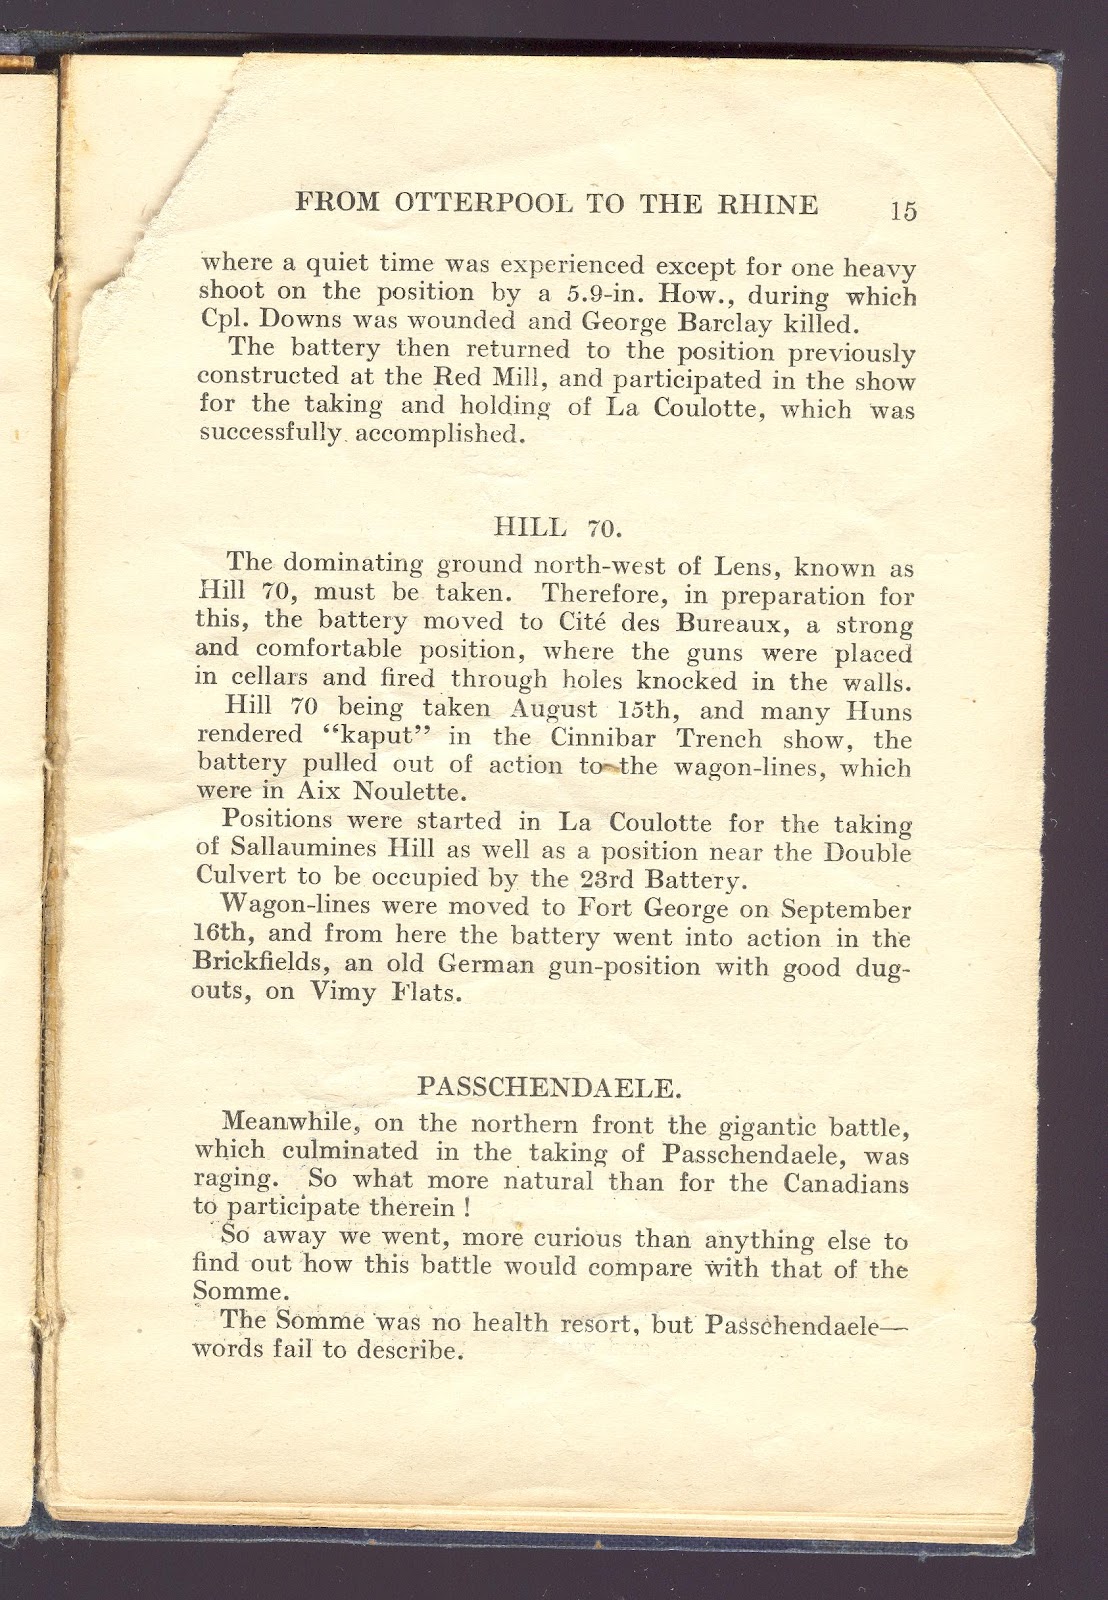 FROM OTTERPOOL TO THE RHINE 15
where a quiet time was experienced except for one heavy
shoot on the position by a 5.9-in. How., during which
Cpl. Downs was wounded and George Barclay killed.
The battery then returned to the position previously
constructed at the Red Mill, and participated in the show
for the taking and holding of La Coulotte, which was
successfully accomplished.
HILL 70.
The dominating ground north-west of Lens, known as
Hill 70, must be taken. Therefore, in preparation for
this, the battery moved to Cité des Bureaux, a strong
and comfortable position, where the guns were placed
in cellars and fired through holes knocked in the walls.
Hill 70 being taken August 15th, and many Huns
rendered “kaput” in the Cinnibar Trench show, the
battery pulled out of action to the wagon-lines, which
were in Aix Noulette.
Positions were started in La Coulotte for the taking
of Sallaumines Hill as well as a position near the Double
Culvert to be occupied by the 23rd Battery.
Wagon-lines were moved to Fort George on September
16th, and from here the battery went into action in the
Brickfields, an old German gun-position with good dug-
outs, on Vimy Flats.
PASSCHENDAELE.
Meanwhile, on the northern front the gigantic battle,
which culminated in the taking of Passchendaele, was
raging. So what more natural than for the Canadians
to participate therein !
So away we went, more curious than anything else to
find out how this battle would compare with that of the
Somme.
The Somme was no health resort, but Passchendaele—
words fail to describe.